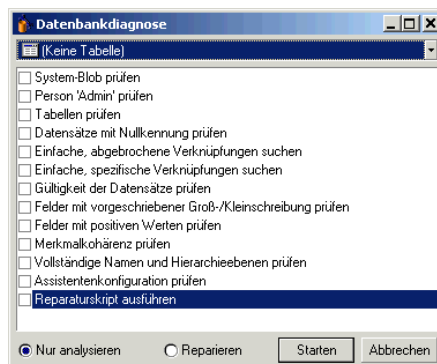 Datenbankdiagnose
(Keine Tabelle)
System-Blob prüfen
Person 'Admin' prüfen
Tabellen prüfen
Datensätze mit Nullkennung prüfen
Einfache, abgebrochene Verknüpfungen suchen
Einfache, spezifische Verknüpfungen suchen
Gültigkeit der Datensätze prüfen
Felder mit vorgeschriebener Groß-/Kleinschreibung prüfen
Felder mit positiven Werten prüfen
Merkmalkohärenz prüfen
Vollständige Namen und Hierarchieebenen prüfen
Assistentenkonfiguration prüfen
Reparaturskript ausführen
Nur analysieren Reparieren Starten Abbrechen